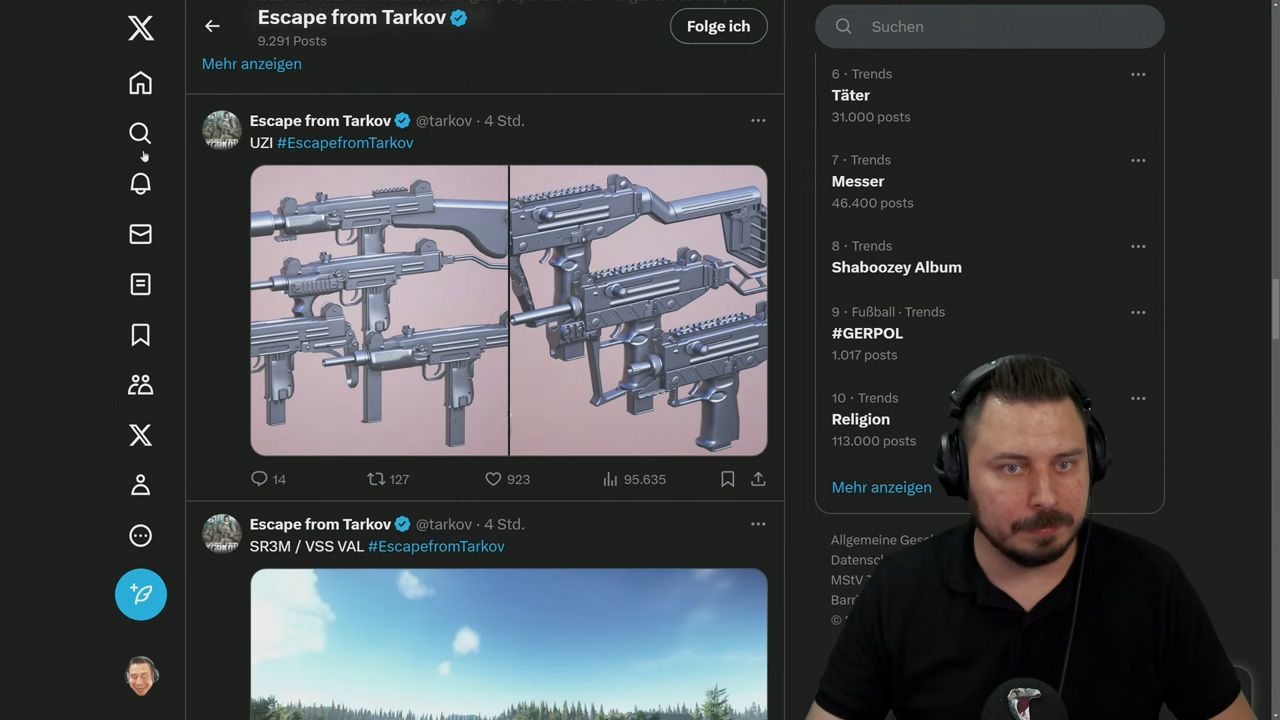 Escape from Tarkov
9.291 Posts
Folge ich
Mehr anzeigen
Escape from Tarkov @tarkov · 4 Std.
UZI #EscapefromTarkov
14
127
923
95.635
Escape from Tarkov @tarkov · 4 Std.
SR3M / VSS VAL #EscapefromTarkov
Suchen
6 · Trends
Täter
31.000 posts
7 · Trends
Messer
46.400 posts
8 · Trends
Shaboozey Album
9 · Fußball · Trends
#GERPOL
1.017 posts
10 · Trends
Religion
113.000 posts
Mehr anzeigen
Allgemeine
MStV
©